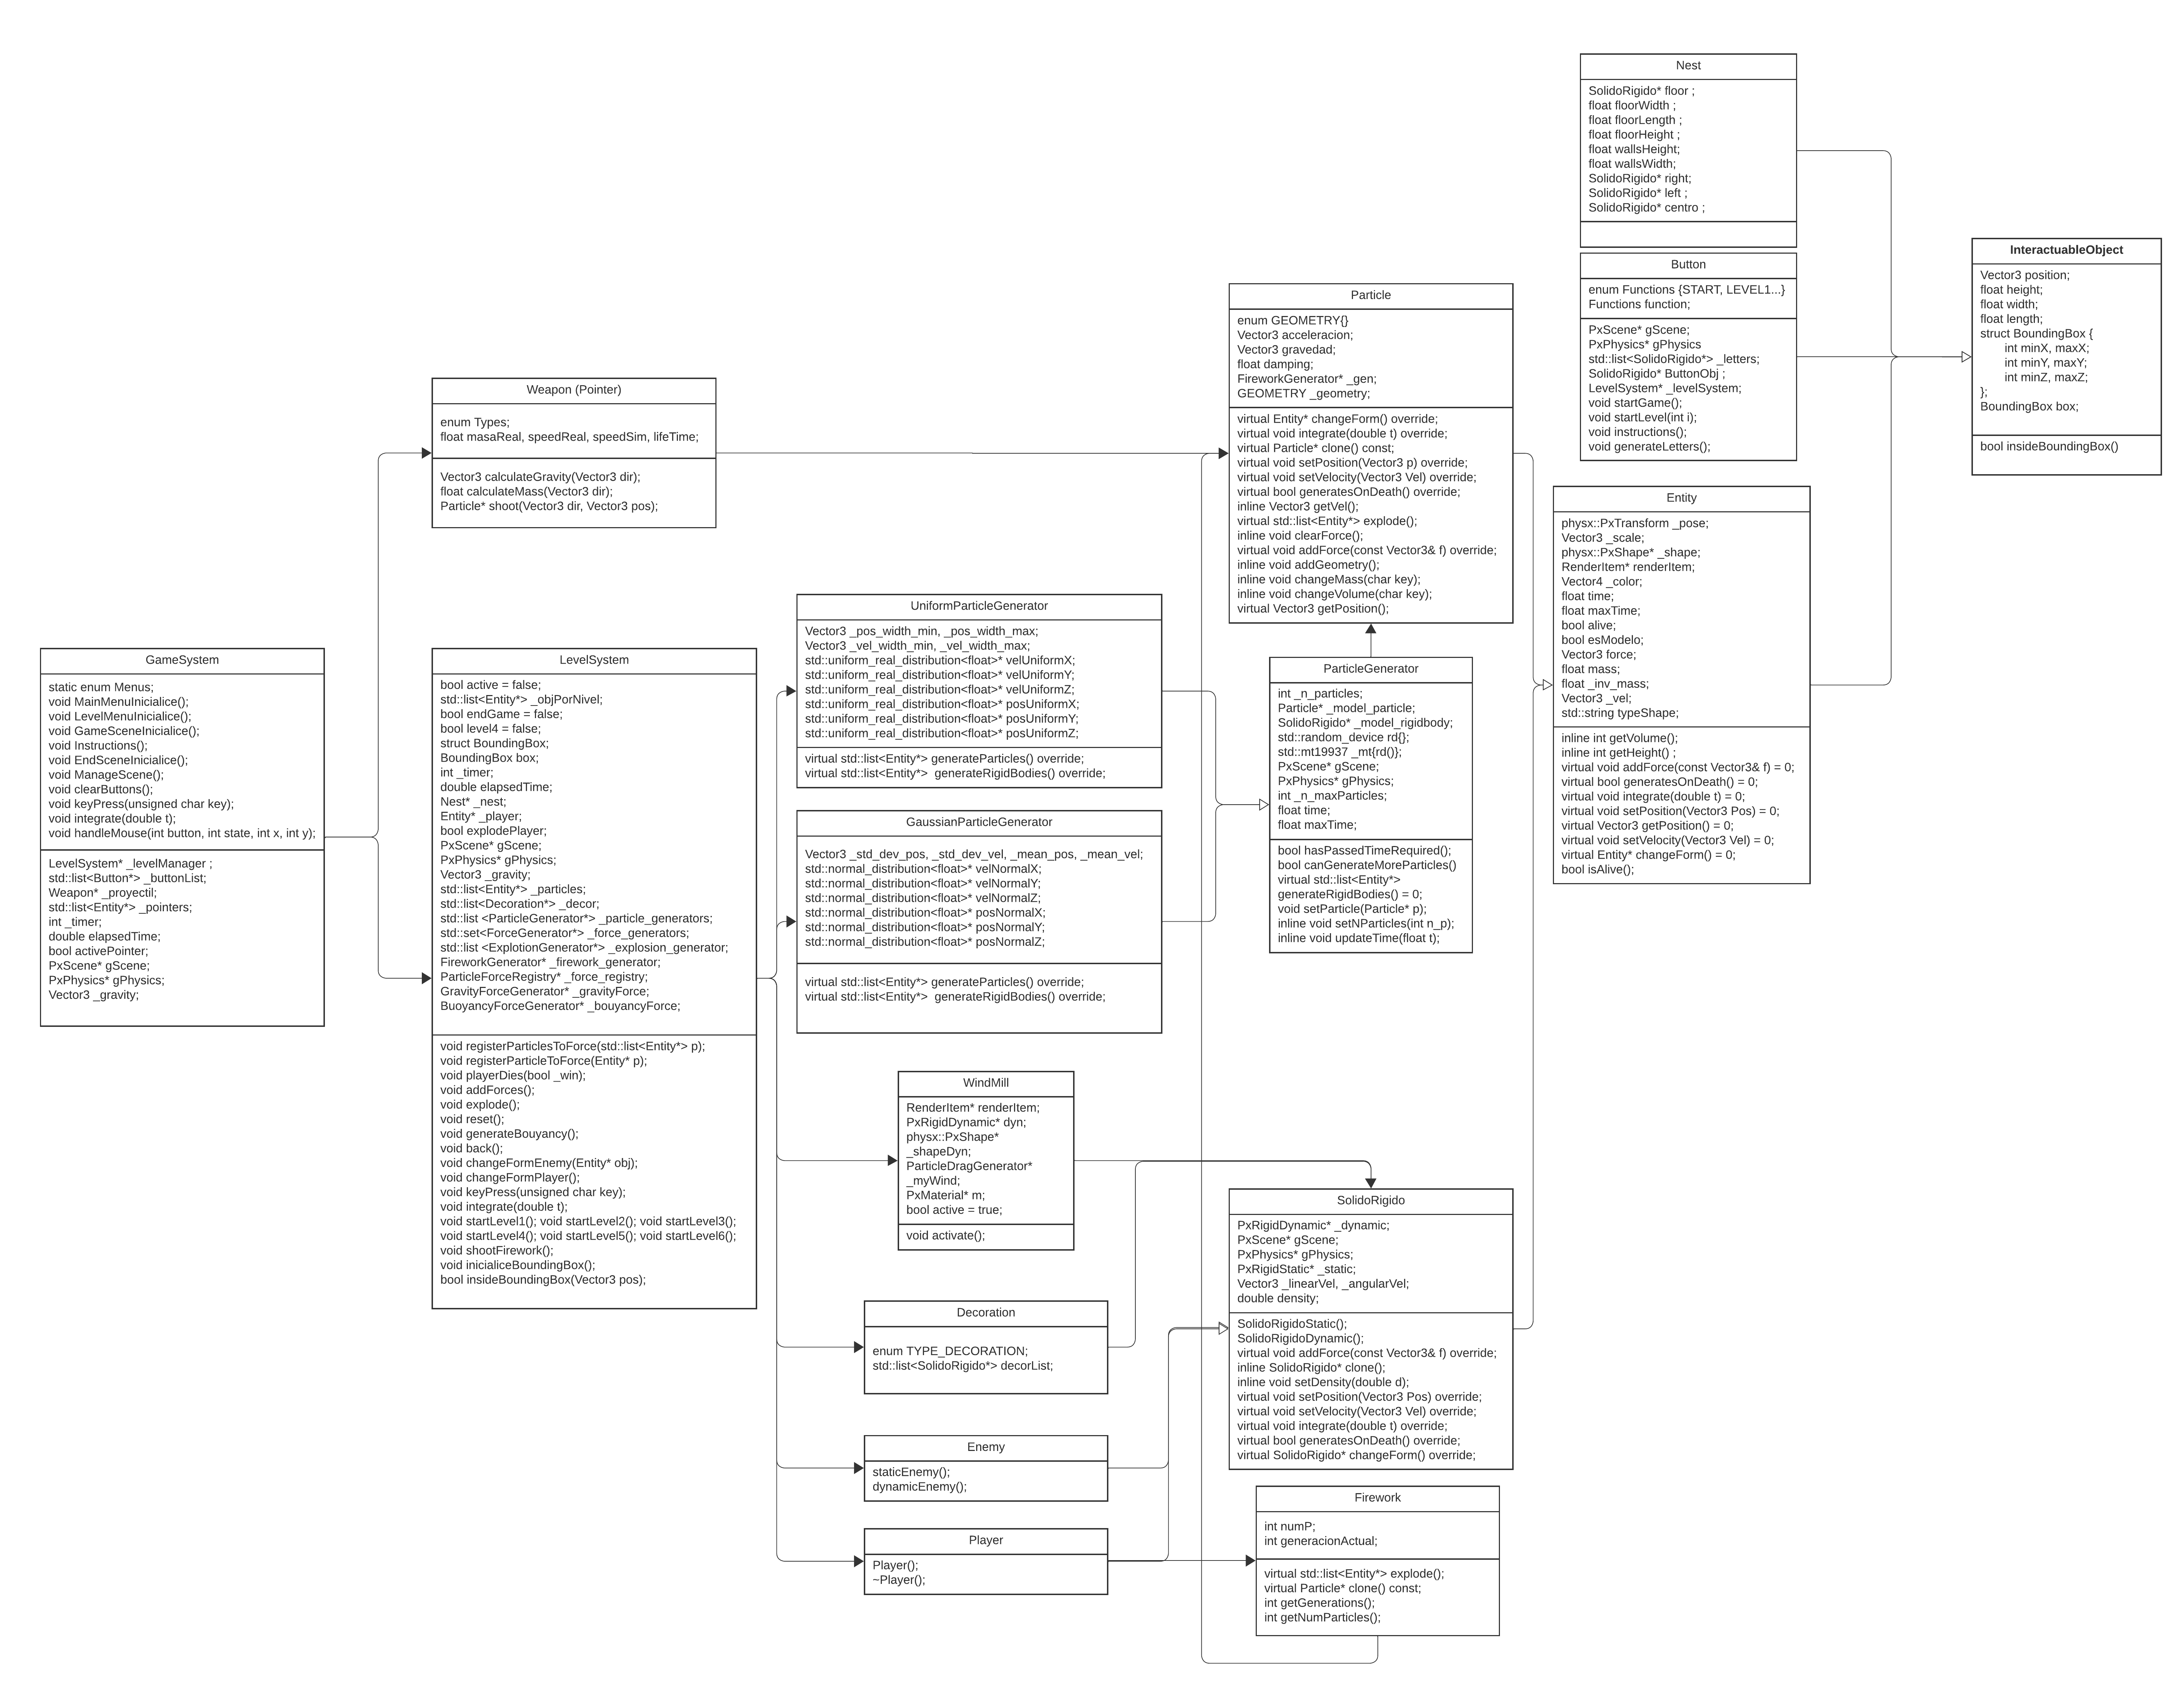 Nest
SolidoRigido* floor ;
float floorWidth ;
float floorLength ;
float floorHeight ;
float wallsHeight;
float wallsWidth;
SolidoRigido* right;
SolidoRigido* left ;
SolidoRigido* centro ;
Button
enum Functions {START, LEVEL1...}
Functions function;
PxScene* gScene;
PxPhysics* gPhysics
std::list<SolidoRigido*> _letters;
SolidoRigido* ButtonObj ;
LevelSystem* _levelSystem;
void startGame();
void startLevel(int i);
void instructions();
void generateLetters();
InteractuableObject
Vector3 position;
float height;
float width;
float length;
struct BoundingBox {
int minX, maxX;
int minY, maxY;
int minZ, maxZ;
};
BoundingBox box;
bool insideBoundingBox()
Particle
enum GEOMETRY{}
Vector3 acceleracion;
Vector3 gravedad;
float damping;
FireworkGenerator* _gen;
GEOMETRY _geometry;
virtual Entity* changeForm() override;
virtual void integrate(double t) override;
virtual Particle* clone() const;
virtual void setPosition(Vector3 p) override;
virtual void setVelocity(Vector3 Vel) override;
virtual bool generatesOnDeath() override;
inline Vector3 getVel();
virtual std::list<Entity*> explode();
inline void clearForce();
virtual void addForce(const Vector3& f) override;
inline void addGeometry();
inline void changeMass(char key);
inline void changeVolume(char key);
virtual Vector3 getPosition();
Weapon (Pointer)
enum Types;
float masaReal, speedReal, speedSim, lifeTime;
Vector3 calculateGravity(Vector3 dir);
float calculateMass(Vector3 dir);
Particle* shoot(Vector3 dir, Vector3 pos);
Entity
physx::PxTransform _pose;
Vector3 _scale;
physx::PxShape* _shape;
RenderItem* renderItem;
Vector4 _color;
float time;
float maxTime;
bool alive;
bool esModelo;
Vector3 force;
float mass;
float _inv_mass;
Vector3 _vel;
std::string typeShape;
inline int getVolume();
inline int getHeight() ;
virtual void addForce(const Vector3& f) = 0;
virtual bool generatesOnDeath() = 0;
virtual void integrate(double t) = 0;
virtual void setPosition(Vector3 Pos) = 0;
virtual Vector3 getPosition() = 0;
virtual void setVelocity(Vector3 Vel) = 0;
virtual Entity* changeForm() = 0;
bool isAlive();
UniformParticleGenerator
Vector3 _pos_width_min, _pos_width_max;
Vector3 _vel_width_min, _vel_width_max;
std::uniform_real_distribution<float>* velUniformX;
std::uniform_real_distribution<float>* velUniformY;
std::uniform_real_distribution<float>* velUniformZ;
std::uniform_real_distribution<float>* posUniformX;
std::uniform_real_distribution<float>* posUniformY;
std::uniform_real_distribution<float>* posUniformZ;
virtual std::list<Entity*> generateParticles() override;
virtual std::list<Entity*>  generateRigidBodies() override;
GameSystem
static enum Menus;
void MainMenuInicialice();
void LevelMenuInicialice();
void GameSceneInicialice();
void Instructions();
void EndSceneInicialice();
void ManageScene();
void clearButtons();
void keyPress(unsigned char key);
void integrate(double t);
void handleMouse(int button, int state, int x, int y);
LevelSystem* _levelManager ;
std::list<Button*> _buttonList;
Weapon* _proyectil;
std::list<Entity*> _pointers;
int _timer;
double elapsedTime;
bool activePointer;
PxScene* gScene;
PxPhysics* gPhysics;
Vector3 _gravity;
LevelSystem
bool active = false;
std::list<Entity*> _objPorNivel;
bool endGame = false;
bool level4 = false;
struct BoundingBox;
BoundingBox box;
int _timer;
double elapsedTime;
Nest* _nest;
Entity* _player;
bool explodePlayer;
PxScene* gScene;
PxPhysics* gPhysics;
Vector3 _gravity;
std::list<Entity*> _particles;
std::list<Decoration*> _decor;
std::list <ParticleGenerator*> _particle_generators;
std::set<ForceGenerator*> _force_generators;
std::list <ExplotionGenerator*> _explosion_generator;
FireworkGenerator* _firework_generator;
ParticleForceRegistry* _force_registry;
GravityForceGenerator* _gravityForce;
BuoyancyForceGenerator* _bouyancyForce;
void registerParticlesToForce(std::list<Entity*> p);
void registerParticleToForce(Entity* p);
void playerDies(bool _win);
void addForces();
void explode();
void reset();
void generateBouyancy();
void back();
void changeFormEnemy(Entity* obj);
void changeFormPlayer();
void keyPress(unsigned char key);
void integrate(double t);
void startLevel1(); void startLevel2(); void startLevel3();
void startLevel4(); void startLevel5(); void startLevel6();
void shootFirework();
void inicialiceBoundingBox();
bool insideBoundingBox(Vector3 pos);
ParticleGenerator
int _n_particles;
Particle* _model_particle;
SolidoRigido* _model_rigidbody;
std::random_device rd{};
std::mt19937 _mt{rd()};
PxScene* gScene;
PxPhysics* gPhysics;
int _n_maxParticles;
float time;
float maxTime;
bool hasPassedTimeRequired();
bool canGenerateMoreParticles()
virtual std::list<Entity*>
generateRigidBodies() = 0;
void setParticle(Particle* p);
inline void setNParticles(int n_p);
inline void updateTime(float t);
GaussianParticleGenerator
Vector3 _std_dev_pos, _std_dev_vel, _mean_pos, _mean_vel;
std::normal_distribution<float>* velNormalX;
std::normal_distribution<float>* velNormalY;
std::normal_distribution<float>* velNormalZ;
std::normal_distribution<float>* posNormalX;
std::normal_distribution<float>* posNormalY;
std::normal_distribution<float>* posNormalZ;
virtual std::list<Entity*> generateParticles() override;
virtual std::list<Entity*>  generateRigidBodies() override;
WindMill
RenderItem* renderItem;
PxRigidDynamic* dyn;
physx::PxShape*
_shapeDyn;
ParticleDragGenerator*
_myWind;
PxMaterial* m;
bool active = true;
void activate();
SolidoRigido
PxRigidDynamic* _dynamic;
PxScene* gScene;
PxPhysics* gPhysics;
PxRigidStatic* _static;
Vector3 _linearVel, _angularVel;
double density;
SolidoRigidoStatic();
SolidoRigidoDynamic();
virtual void addForce(const Vector3& f) override;
inline SolidoRigido* clone();
inline void setDensity(double d);
virtual void setPosition(Vector3 Pos) override;
virtual void setVelocity(Vector3 Vel) override;
virtual void integrate(double t) override;
virtual bool generatesOnDeath() override;
virtual SolidoRigido* changeForm() override;
Decoration
enum TYPE_DECORATION;
std::list<SolidoRigido*> decorList;
Enemy
staticEnemy();
dynamicEnemy();
Player
Player();
~Player();
Firework
int numP;
int generacionActual;
virtual std::list<Entity*> explode();
virtual Particle* clone() const;
int getGenerations();
int getNumParticles();